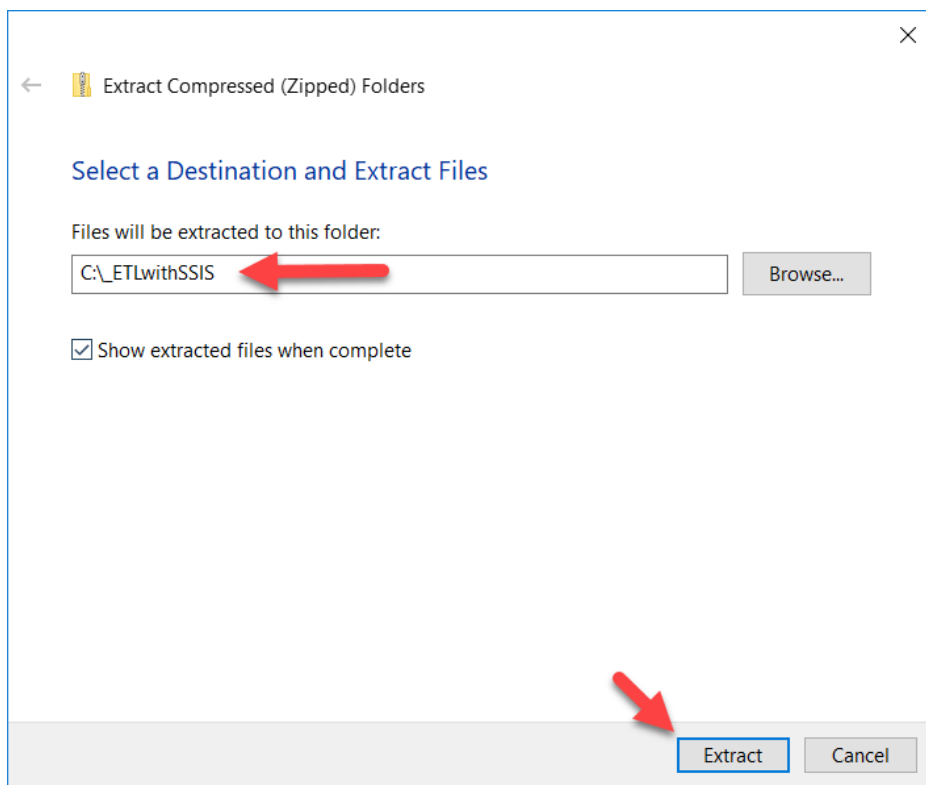 Extract Compressed (Zipped) Folders
Select a Destination and Extract Files
Files will be extracted to this folder:
C:\_ETLwithSSIS
Browse...
Show extracted files when complete
Extract
Cancel